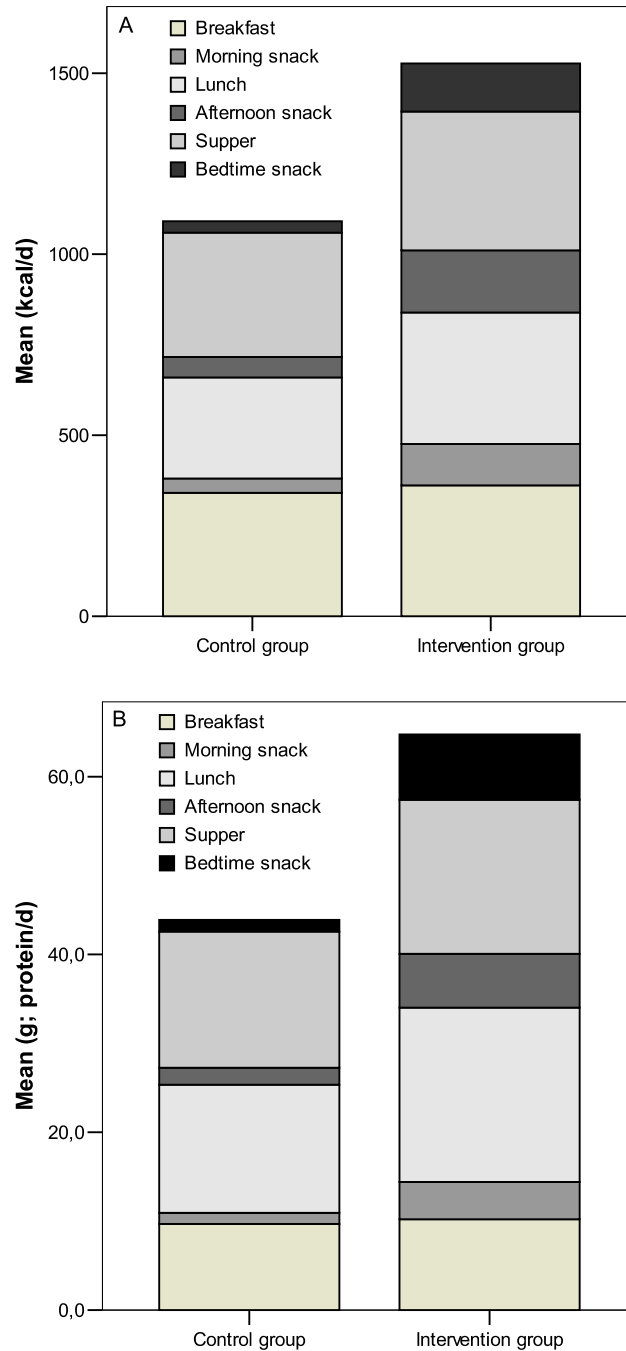 A
Breakfast
Morning snack
Lunch
Afternoon snack
Supper
Bedtime snack
1500
1000
500
0
Mean (kcal/d)
Control group
Intervention group
B
Breakfast
Morning snack
Lunch
Afternoon snack
Supper
Bedtime snack
60,0
40,0
20,0
0,0
Mean (g; protein/d)
Control group
Intervention group